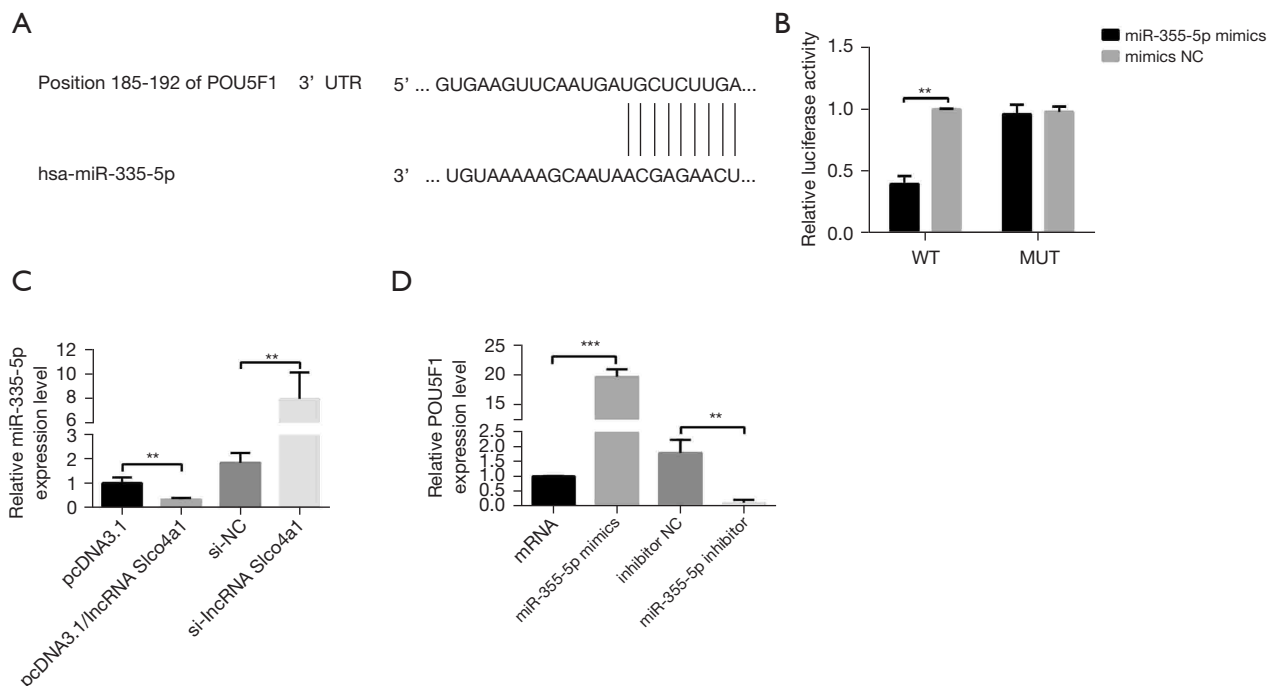 A
Position 185-192 of POU5F1 3’ UTR 5’ ... GUGAAGUUCAAUGAUGCUCUUGA...
hsa-miR-335-5p 3’ ... UGUAAAAAGCAAUAACGAGAACU...
B
miR-355-5p mimics
mimics NC
Relative luciferase activity
1.5
1.0
0.5
0.0
**
WT MUT
C
Relative miR-335-5p
expression level
12
10
8
6
4
3
2
1
0
**
**
pcDNA3.1
pcDNA3.1/lncRNA Slco4a1
si-NC
si-lncRNA Slco4a1
D
Relative POU5F1
expression level
25
20
15
10
2.5
2.0
1.5
1.0
0.5
0.0
***
**
mRNA
miR-355-5p mimics
inhibitor NC
miR-355-5p inhibitor